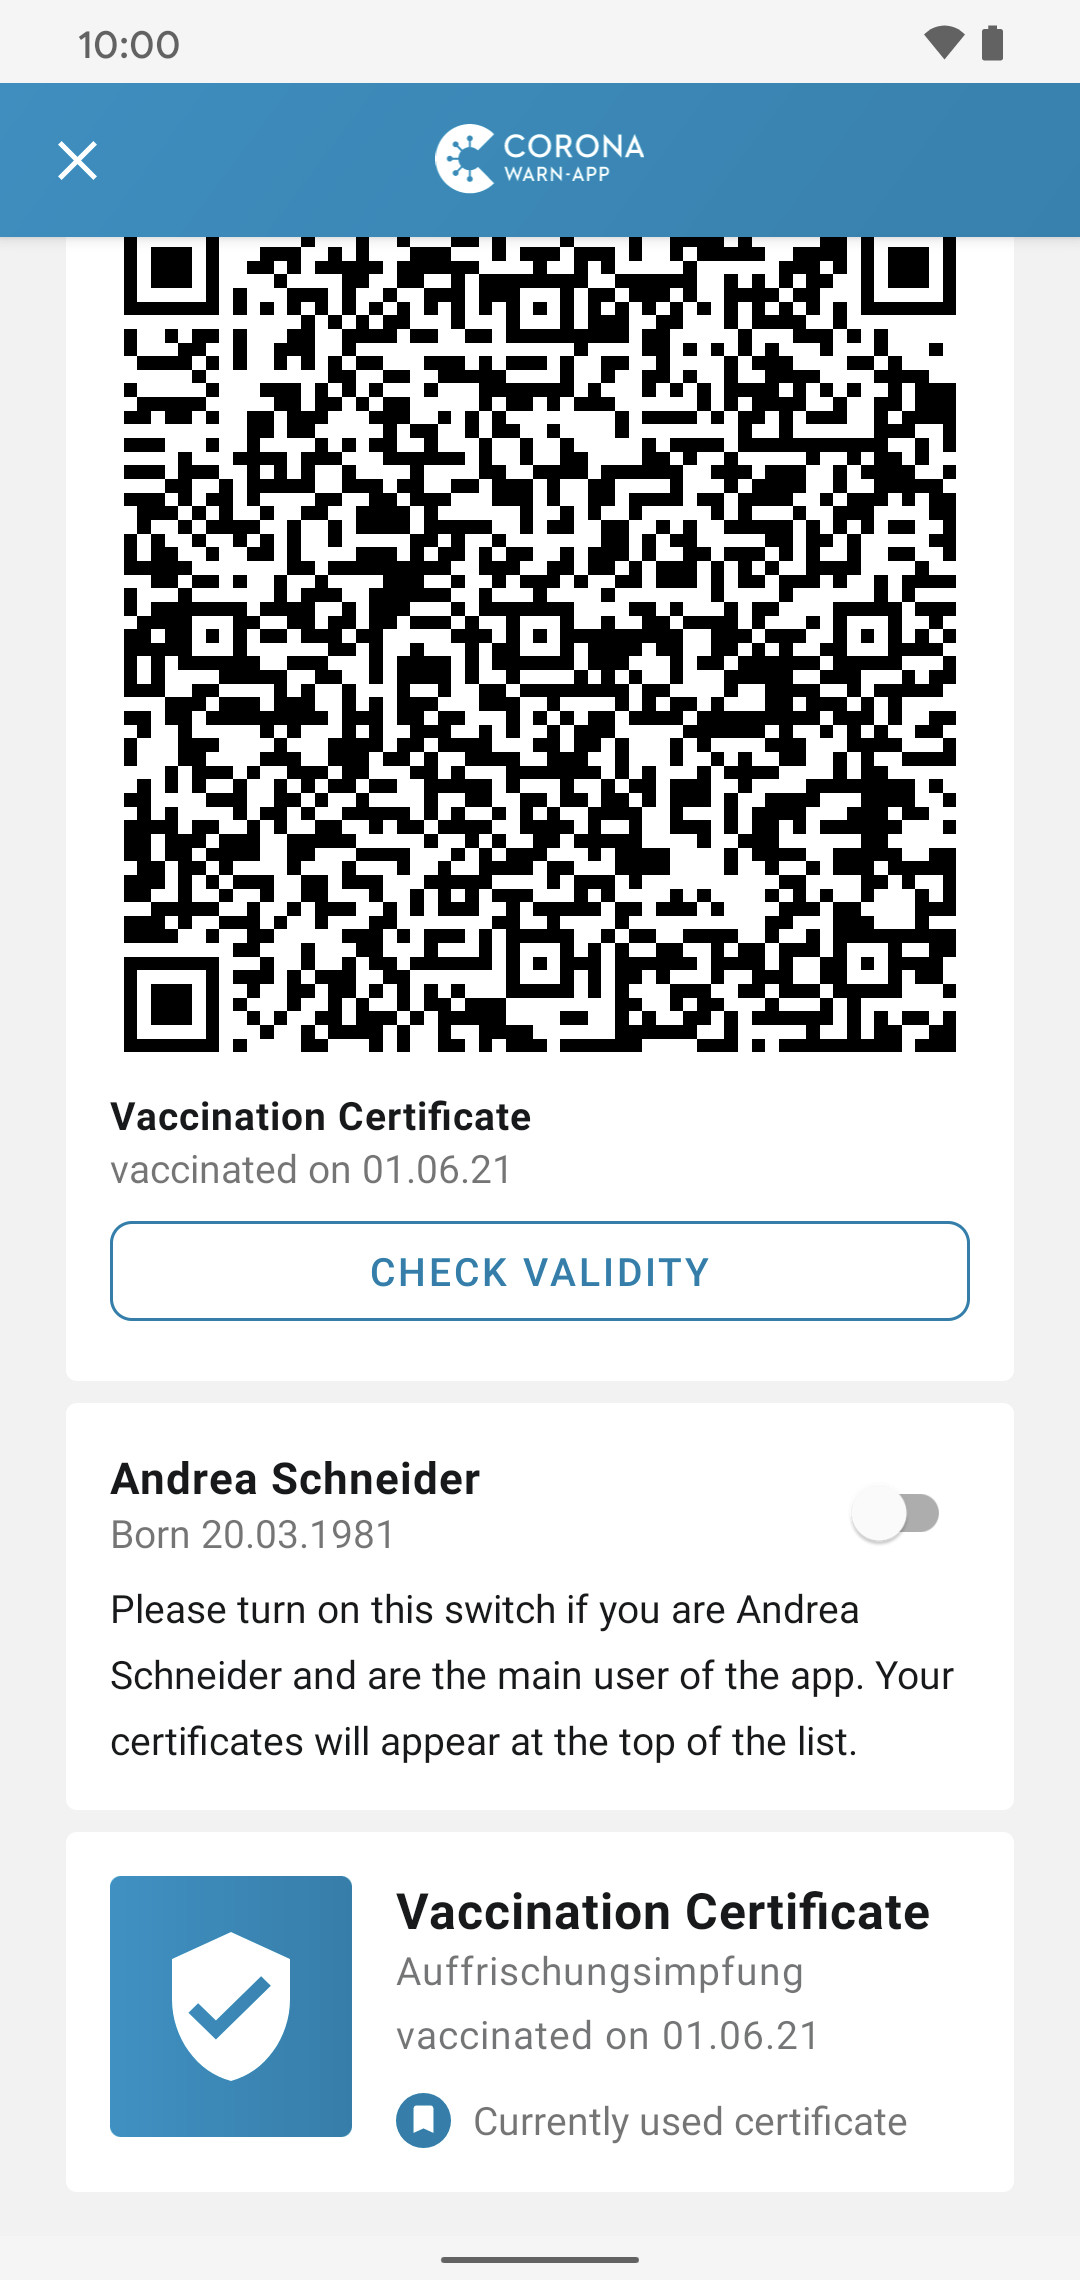 10:00
CORONA
WARN-APP
Vaccination Certificate
vaccinated on 01.06.21
CHECK VALIDITY
Andrea Schneider
Born 20.03.1981
Please turn on this switch if you are Andrea
Schneider and are the main user of the app. Your
certificates will appear at the top of the list.
Vaccination Certificate
Auffrischungsimpfung
vaccinated on 01.06.21
Currently used certificate